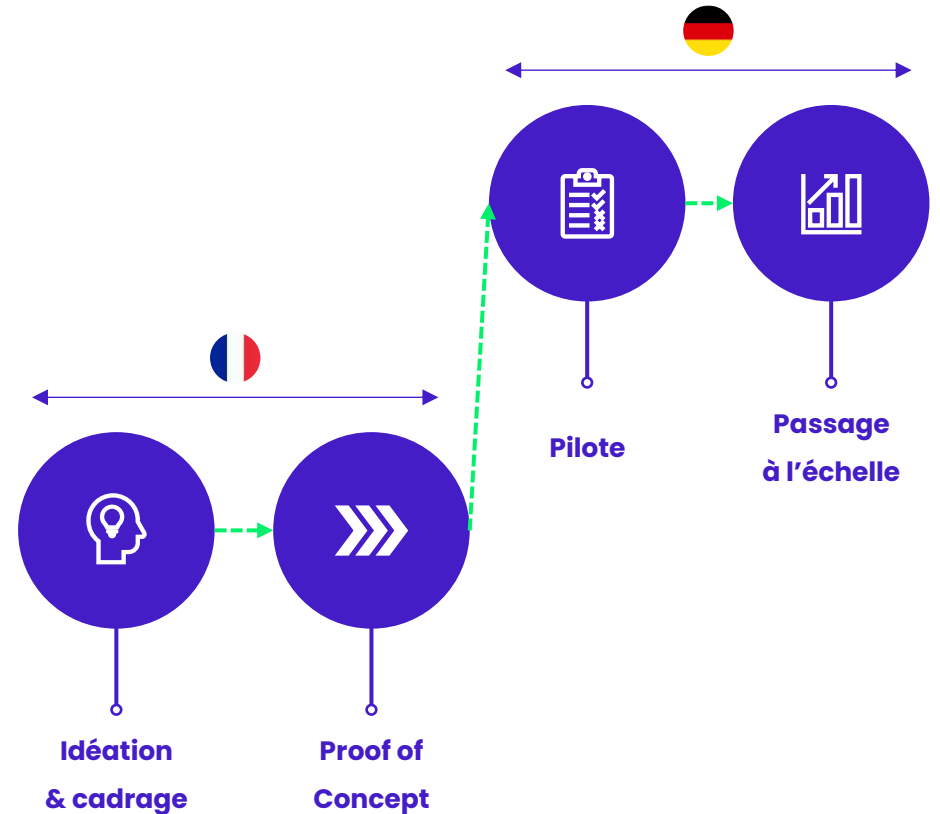 Idéation
& cadrage
Proof of
Concept
Pilote
Passage
à l’échelle